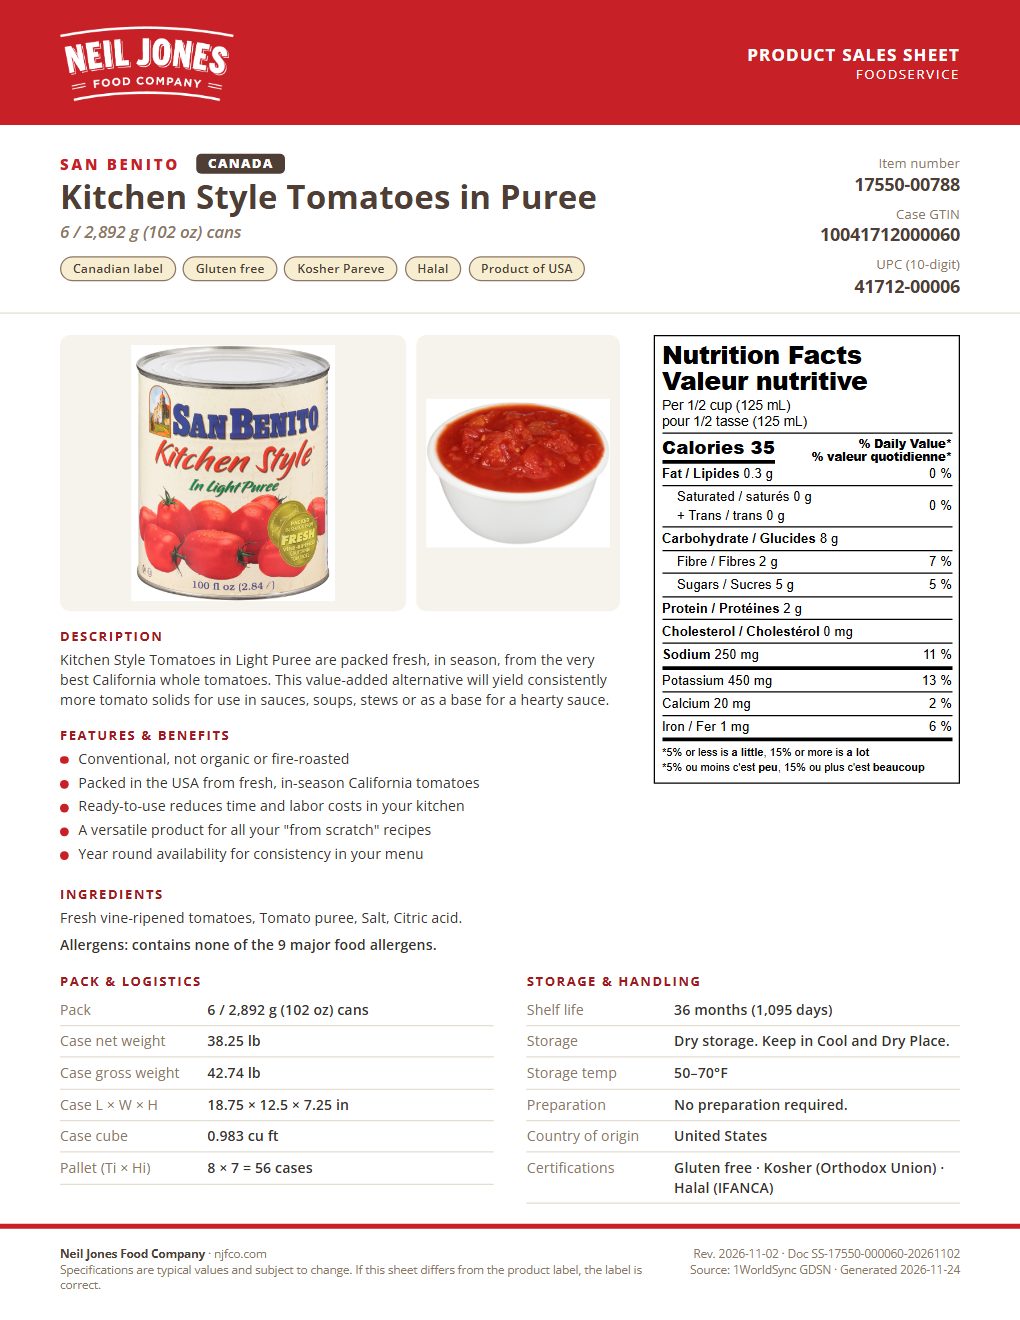 NEIL JONES
FOOD COMPANY
PRODUCT SALES SHEET
FOODSERVICE
SAN BENITO CANADA
Kitchen Style Tomatoes in Puree
6 / 2,892 g (102 oz) cans
Canadian label Gluten free Kosher Pareve Halal Product of USA
Item number
17550-00788
Case GTIN
10041712000060
UPC (10-digit)
41712-00006
SAN BENITO
Kitchen Style
In Light Puree
PACKED
FRESH
100 fl oz (2.84 l)
Nutrition Facts
Valeur nutritive
Per 1/2 cup (125 mL)
pour 1/2 tasse (125 mL)
Calories 35 % Daily Value*
% valeur quotidienne*
Fat / Lipides 0.3 g 0 %
Saturated / saturés 0 g
+ Trans / trans 0 g 0 %
Carbohydrate / Glucides 8 g
Fibre / Fibres 2 g 7 %
Sugars / Sucres 5 g 5 %
Protein / Protéines 2 g
Cholesterol / Cholestérol 0 mg
Sodium 250 mg 11 %
Potassium 450 mg 13 %
Calcium 20 mg 2 %
Iron / Fer 1 mg 6 %
*5% or less is a little, 15% or more is a lot
*5% ou moins c'est peu, 15% ou plus c'est beaucoup
DESCRIPTION
Kitchen Style Tomatoes in Light Puree are packed fresh, in season, from the very
best California whole tomatoes. This value-added alternative will yield consistently
more tomato solids for use in sauces, soups, stews or as a base for a hearty sauce.
FEATURES & BENEFITS
Conventional, not organic or fire-roasted
Packed in the USA from fresh, in-season California tomatoes
Ready-to-use reduces time and labor costs in your kitchen
A versatile product for all your "from scratch" recipes
Year round availability for consistency in your menu
INGREDIENTS
Fresh vine-ripened tomatoes, Tomato puree, Salt, Citric acid.
Allergens: contains none of the 9 major food allergens.
PACK & LOGISTICS
Pack 6 / 2,892 g (102 oz) cans
Case net weight 38.25 lb
Case gross weight 42.74 lb
Case L × W × H 18.75 × 12.5 × 7.25 in
Case cube 0.983 cu ft
Pallet (Ti × Hi) 8 × 7 = 56 cases
STORAGE & HANDLING
Shelf life 36 months (1,095 days)
Storage Dry storage. Keep in Cool and Dry Place.
Storage temp 50–70°F
Preparation No preparation required.
Country of origin United States
Certifications Gluten free · Kosher (Orthodox Union) ·
Halal (IFANCA)
Neil Jones Food Company · njfco.com
Specifications are typical values and subject to change. If this sheet differs from the product label, the label is
correct.
Rev. 2026-11-02 · Doc SS-17550-000060-20261102
Source: 1WorldSync GDSN · Generated 2026-11-24